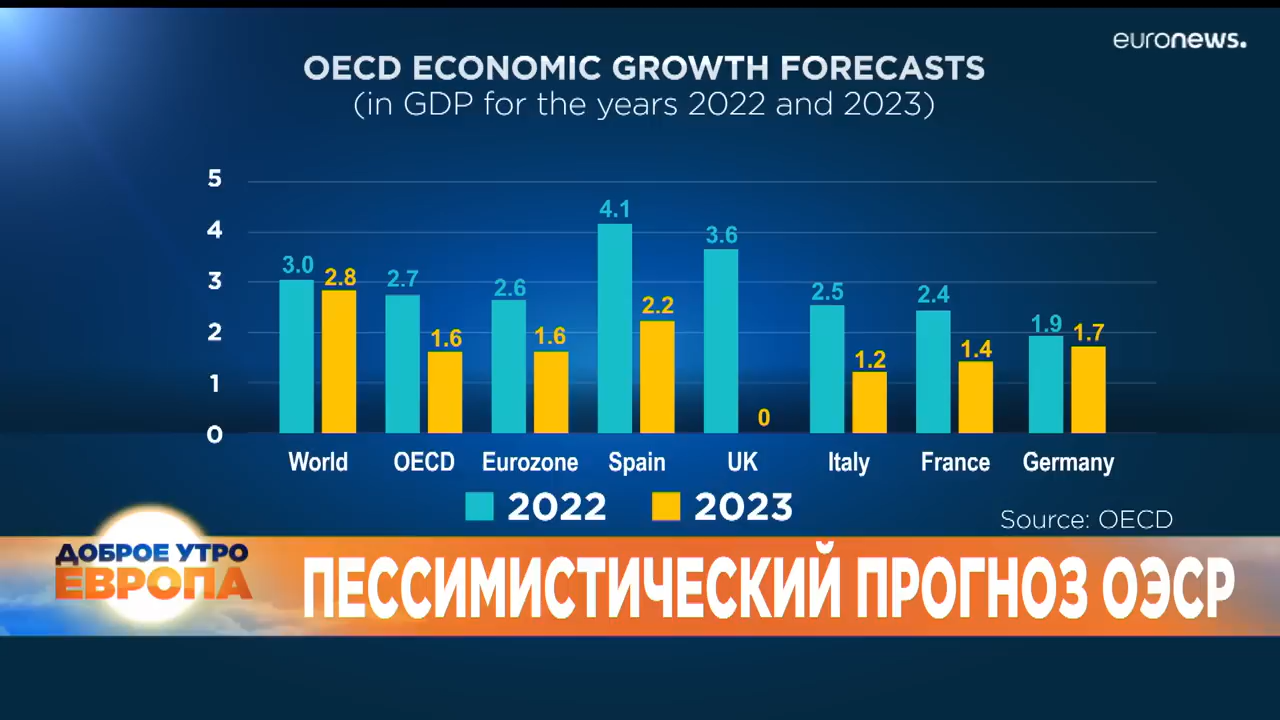 euronews.
OECD ECONOMIC GROWTH FORECASTS
(in GDP for the years 2022 and 2023)
5
4
3
2
1
0
3.0 2.8 2.7 1.6 2.6 1.6 4.1 2.2 3.6 0 2.5 1.2 2.4 1.4 1.9 1.7
World OECD Eurozone Spain UK Italy France Germany
2022 2023
Source: OECD
ДОБРОЕ УТРО
ЕВРОПА
ПЕССИМИСТИЧЕСКИЙ ПРОГНОЗ ОЭСР